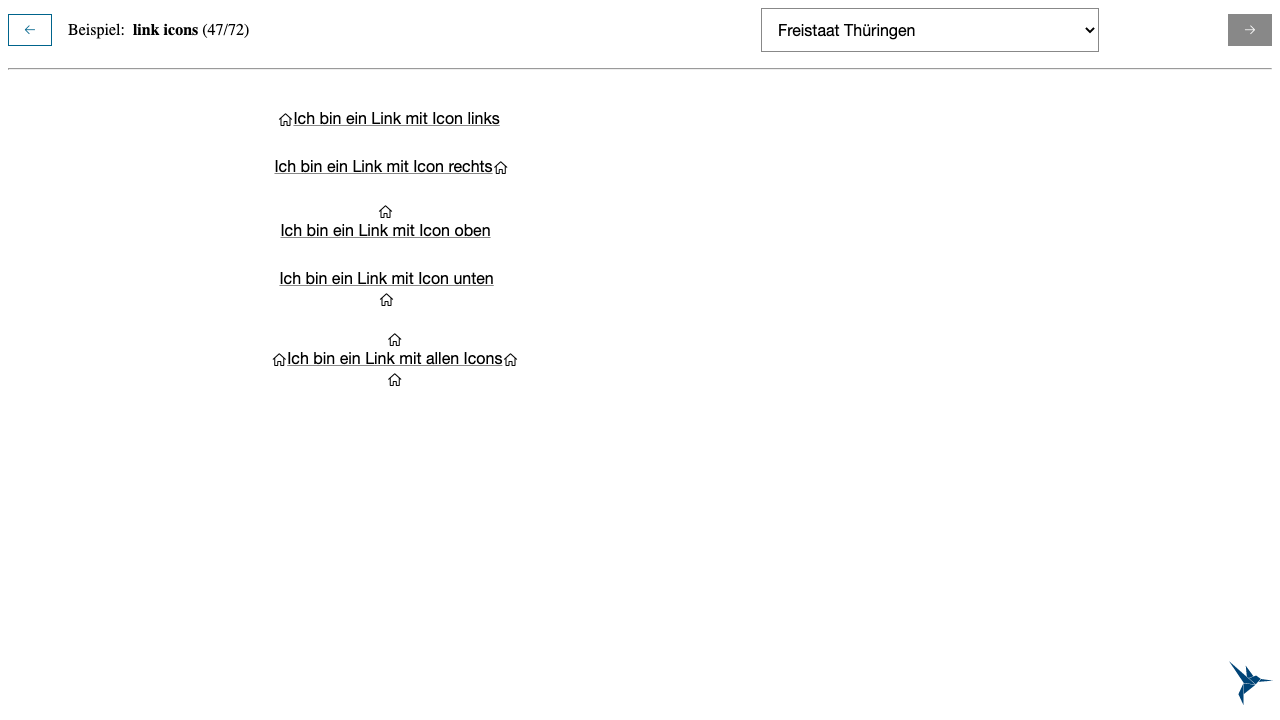 Beispiel: link icons (47/72)
Freistaat Thüringen
Ich bin ein Link mit Icon links
Ich bin ein Link mit Icon rechts
Ich bin ein Link mit Icon oben
Ich bin ein Link mit Icon unten
Ich bin ein Link mit allen Icons